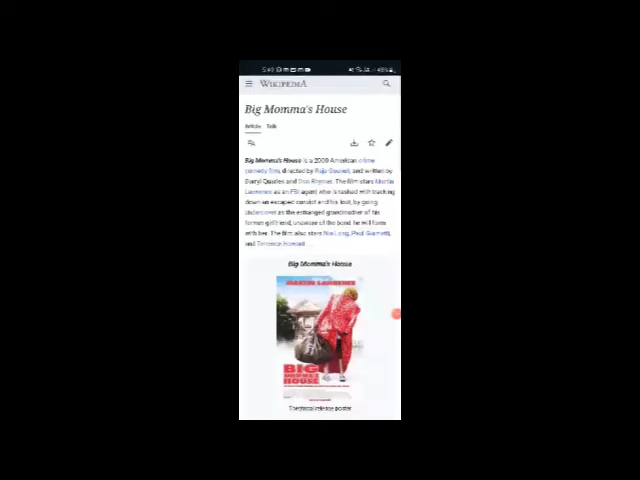 5:49
49%
WIKIPEDIA
Big Momma's House
Article Talk
Big Momma's House is a 2000 American crime
comedy film, directed by Raja Gosnell, and written by
Darryl Quarles and Don Rhymer. The film stars Martin
Lawrence as an FBI agent who is tasked with tracking
down an escaped convict and his loot, by going
undercover as the estranged grandmother of his
former girlfriend, unaware of the bond he will form
with her. The film also stars Nia Long, Paul Giamatti,
and Terrence Howard.
Big Momma's House
MARTIN LAWRENCE
BIG
MOMMA'S
HOUSE
Theatrical release poster